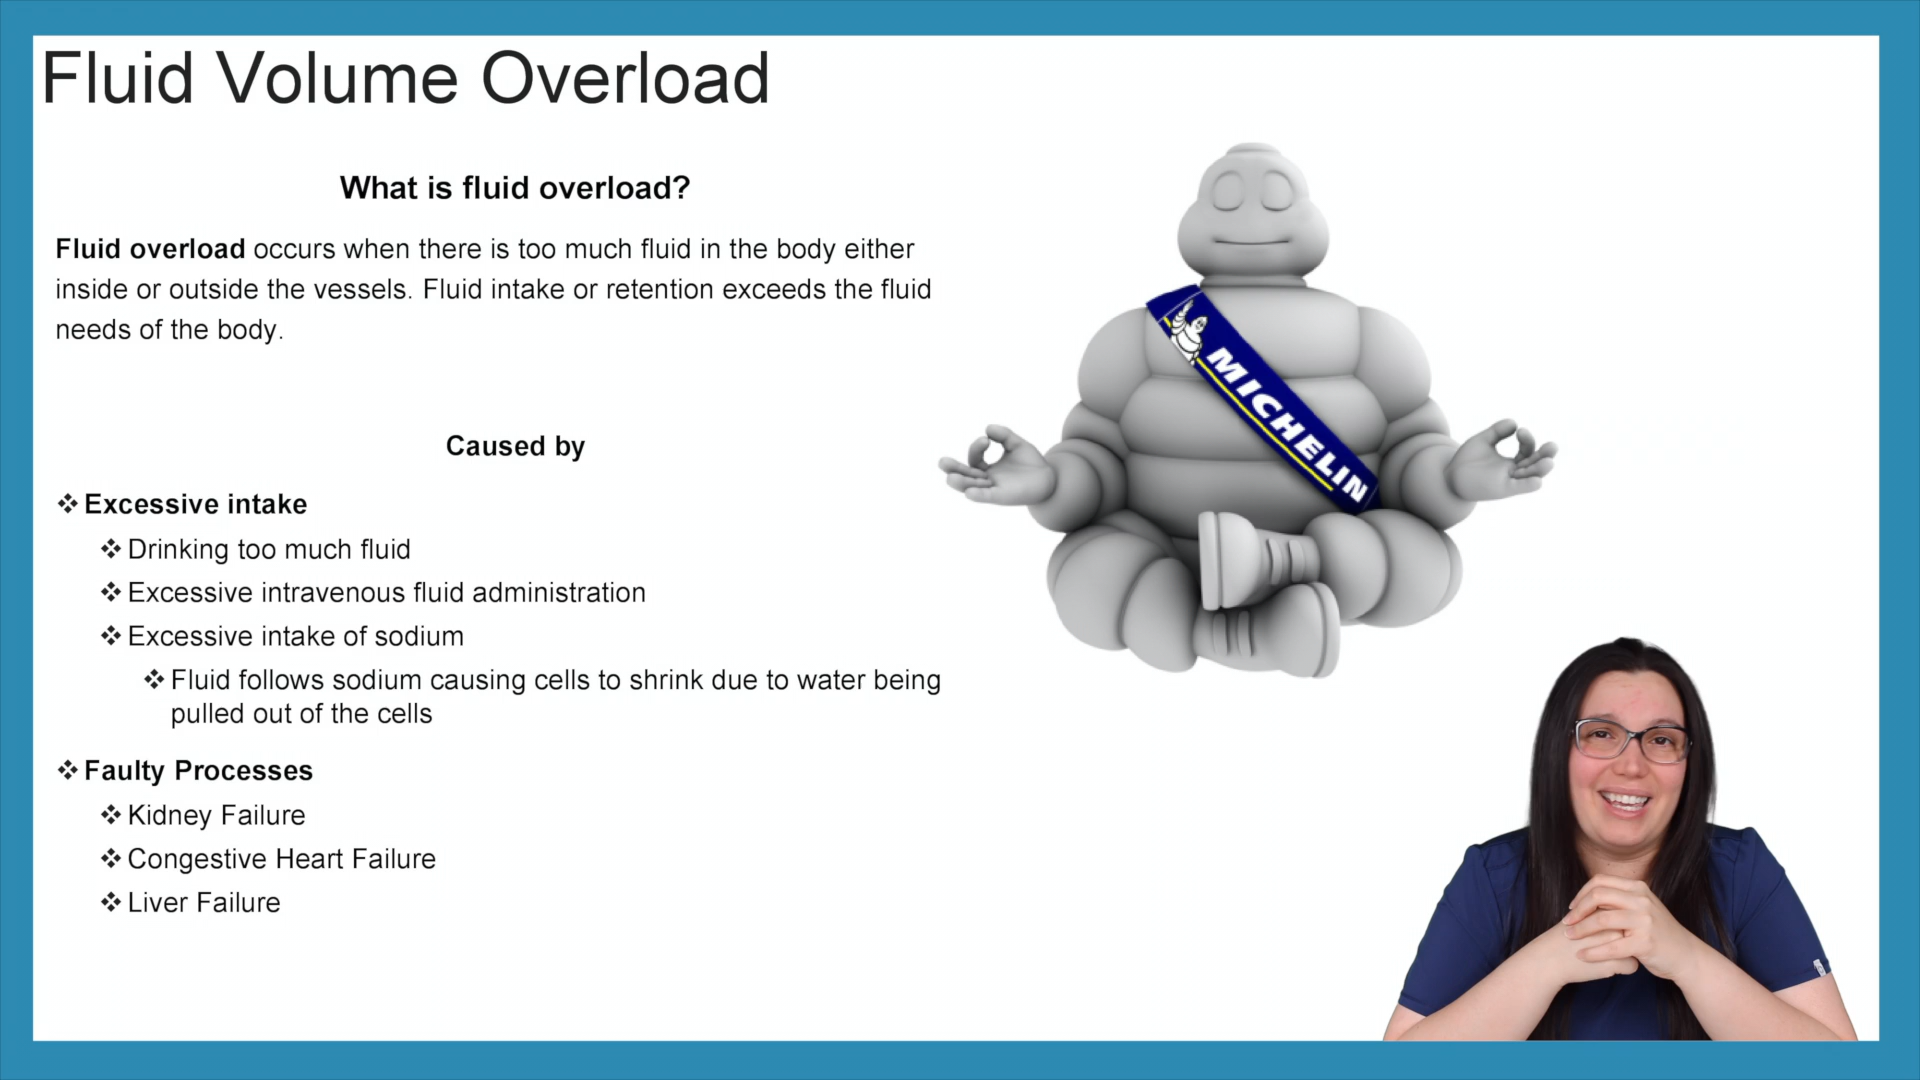 Fluid Volume Overload
What is fluid overload?
Fluid overload occurs when there is too much fluid in the body either
inside or outside the vessels. Fluid intake or retention exceeds the fluid
needs of the body.
Caused by
❖ Excessive intake
❖ Drinking too much fluid
❖ Excessive intravenous fluid administration
❖ Excessive intake of sodium
❖ Fluid follows sodium causing cells to shrink due to water being
pulled out of the cells
❖ Faulty Processes
❖ Kidney Failure
❖ Congestive Heart Failure
❖ Liver Failure
MICHELIN